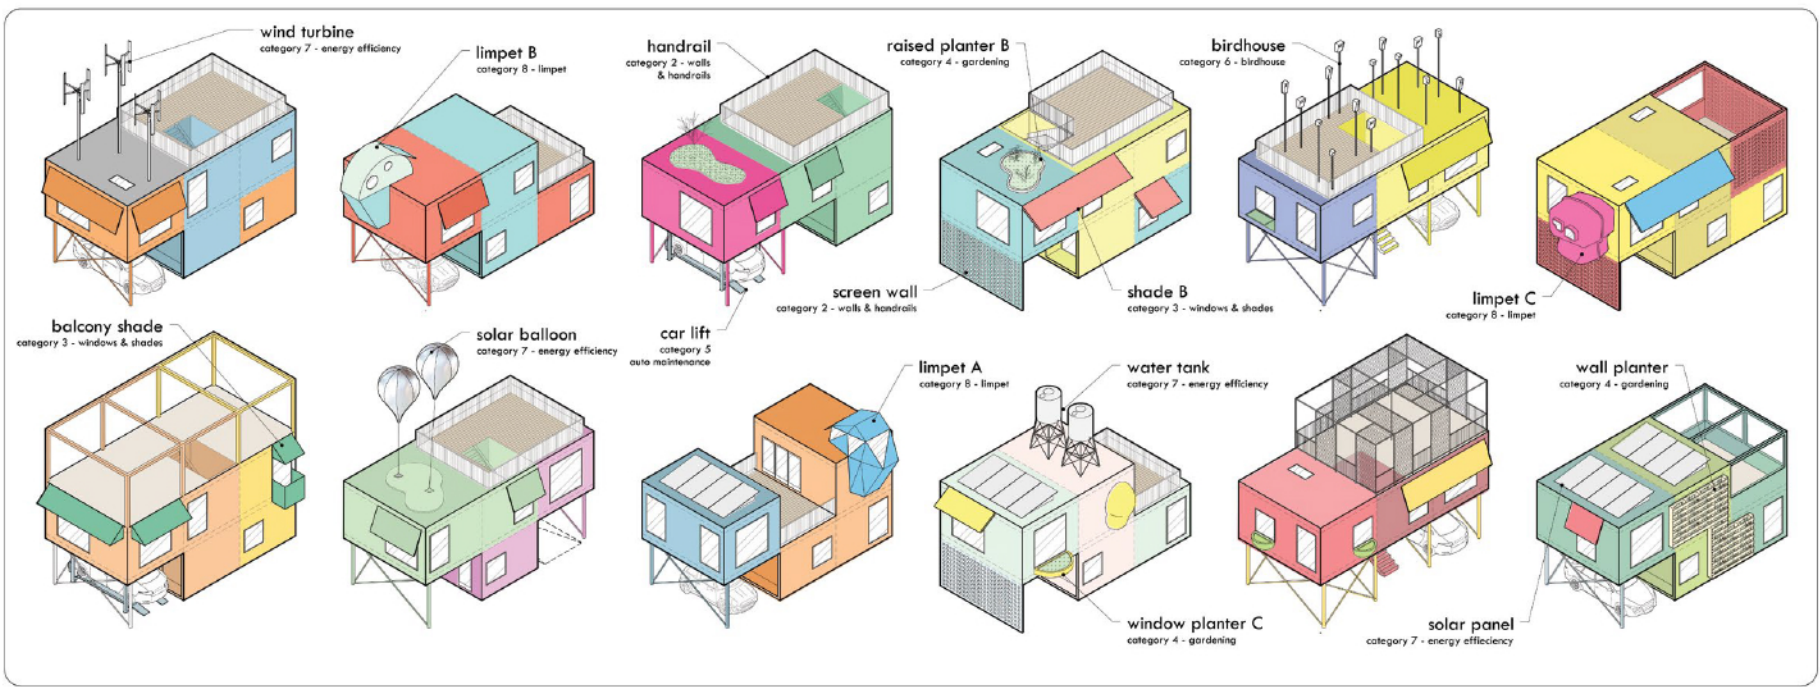 wind turbine
category 7 - energy efficiency
limpet B
category 8 - limpet
handrail
category 2 - walls
& handrails
raised planter B
category 4 - gardening
birdhouse
category 6 - birdhouse
screen wall
category 2 - walls & handrails
shade B
category 3 - windows & shades
limpet C
category 8 - limpet
balcony shade
category 3 - windows & shades
solar balloon
category 7 - energy efficiency
car lift
category 5
auto maintenance
limpet A
category 8 - limpet
water tank
category 7 - energy efficiency
wall planter
category 4 - gardening
window planter C
category 4 - gardening
solar panel
category 7 - energy effieciency